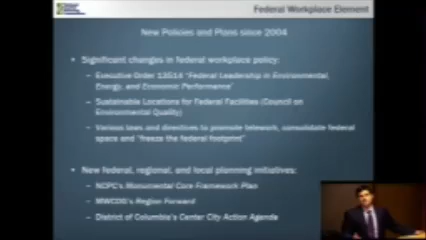 Federal Workplace Element
New Policies and Plans since 2004
• Significant changes in federal workplace policy:
– Executive Order 13514 "Federal Leadership in Environmental,
Energy, and Economic Performance"
– Sustainable Locations for Federal Facilities (Council on
Environmental Quality)
– Various laws and directives to promote telework, consolidate federal
space and "freeze the federal footprint"
• New federal, regional, and local planning initiatives:
– NCPC's Monumental Core Framework Plan
– MWCOG's Region Forward
– District of Columbia's Center City Action Agenda